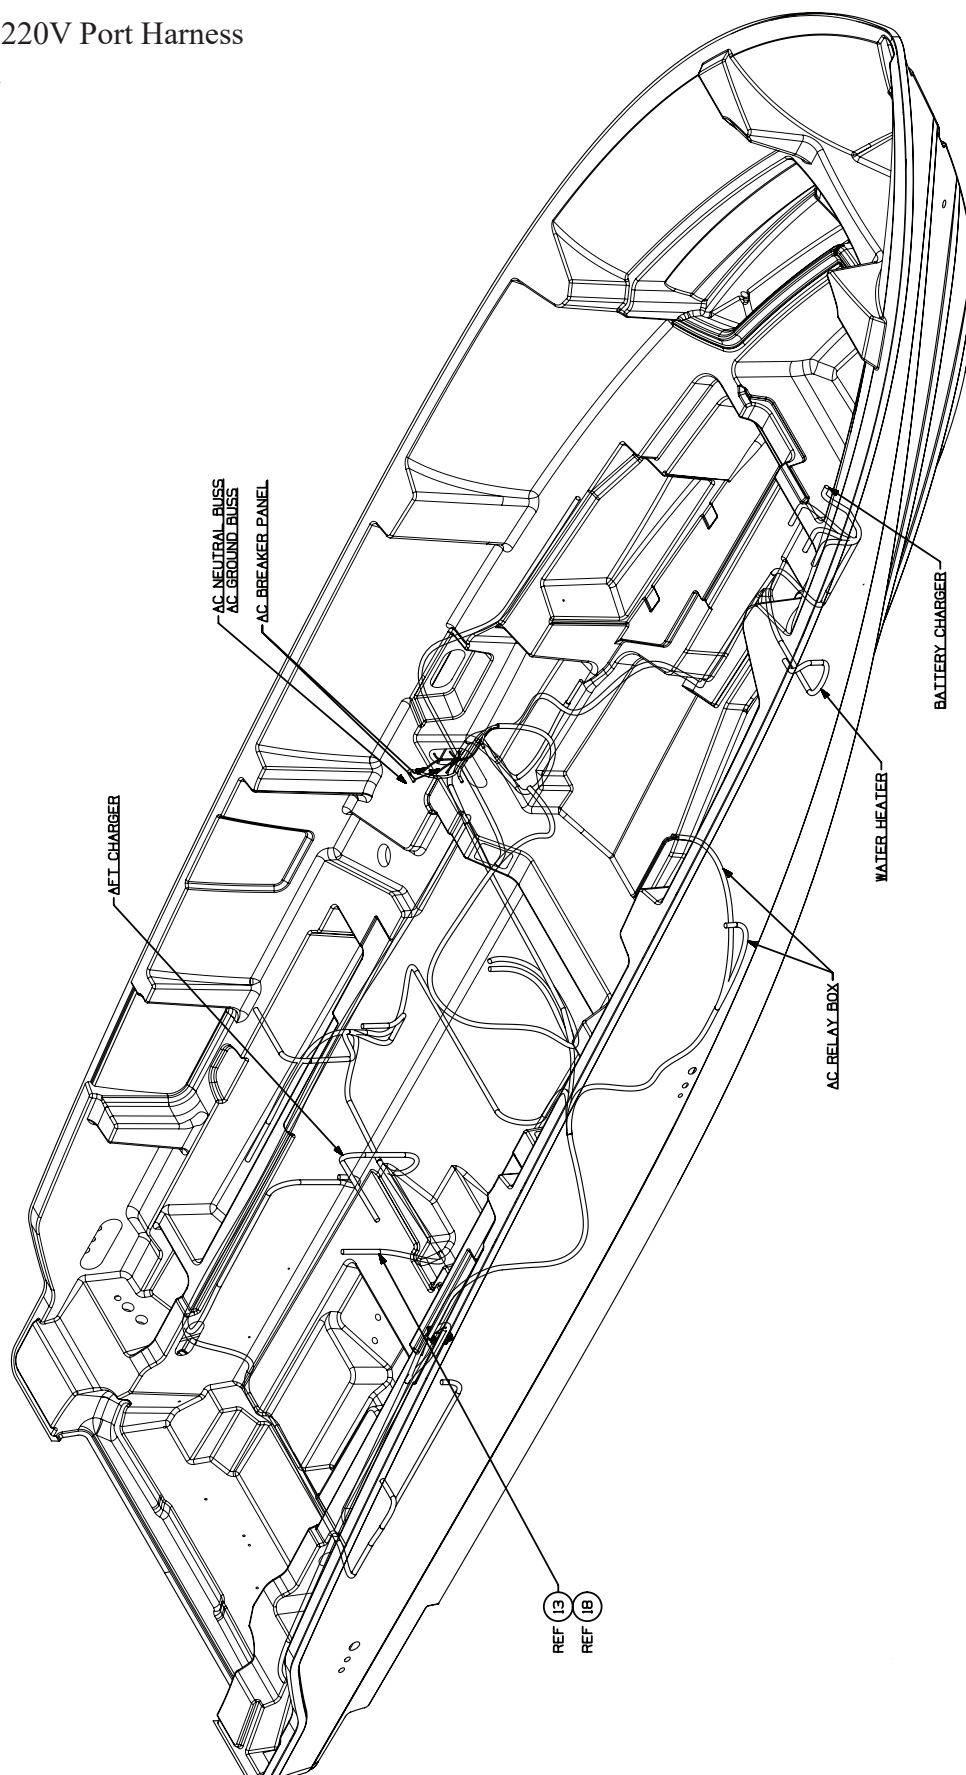 220V Port Harness
AC NEUTRAL BUSS
AC GROUND BUSS
AC BREAKER PANEL
AFT CHARGER
BATTERY CHARGER
WATER HEATER
AC RELAY BOX
REF 13
REF 18